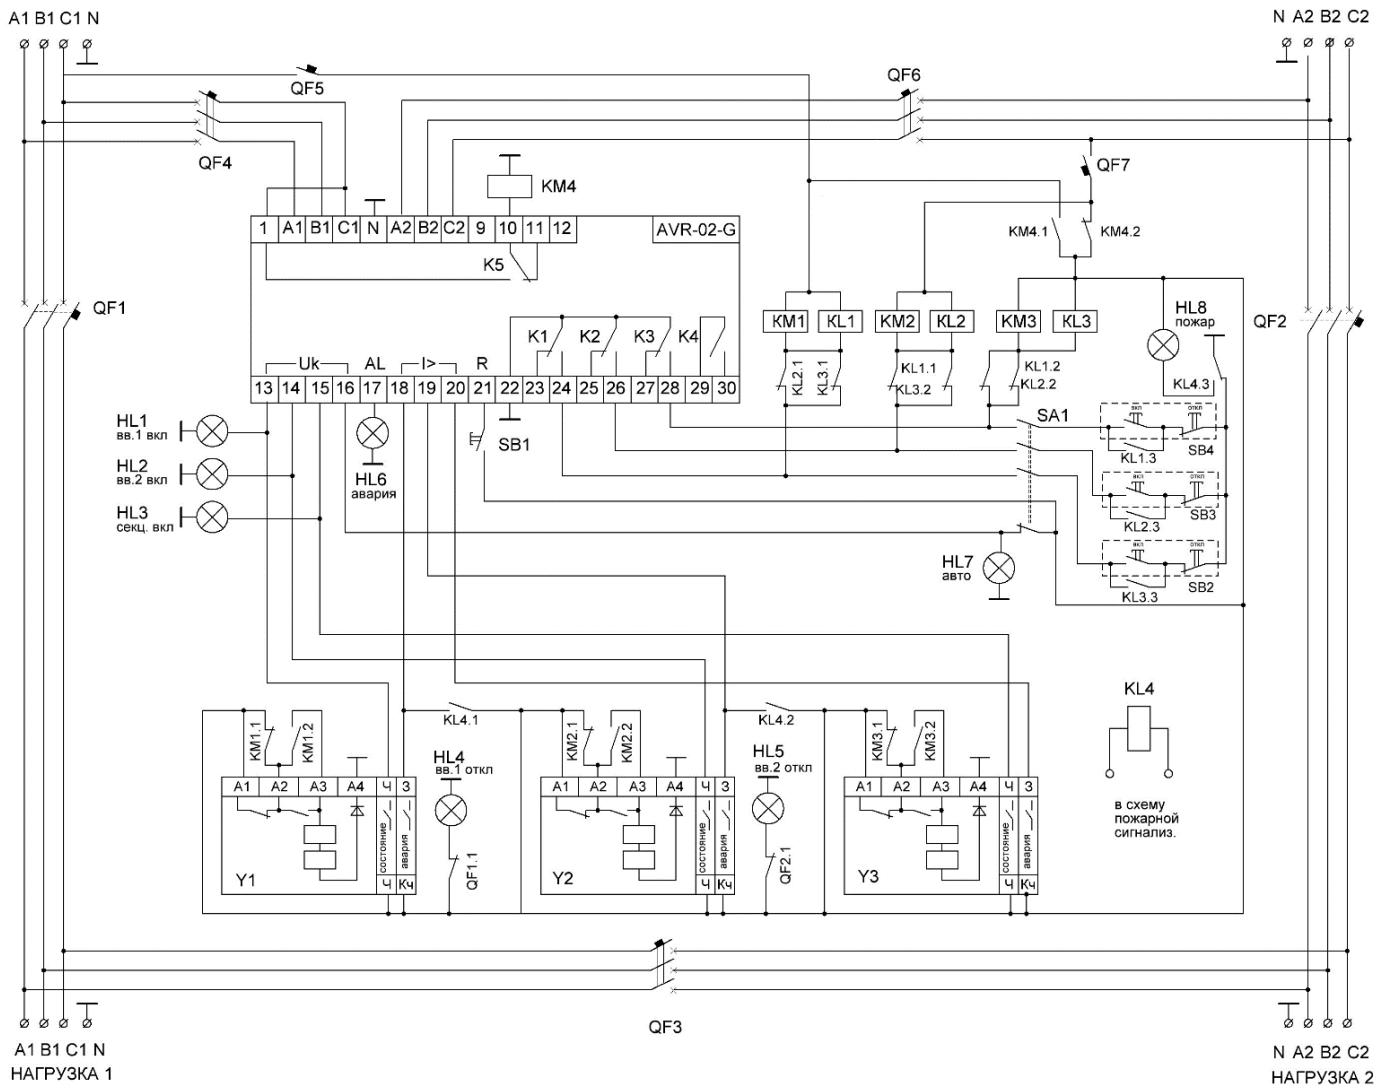 A1 B1 C1 N
N A2 B2 C2
QF5
QF6
QF4
QF7
KM4
1 A1 B1 C1 N A2 B2 C2 9 10 11 12
AVR-02-G
KM4.1
KM4.2
K5
QF1
QF2
HL8
пожар
KM1 KL1 KM2 KL2 KM3 KL3
K1 K2 K3 K4
Uk AL I> R
KL2.1
KL3.1
KL1.1
KL3.2
KL1.2
KL2.2
KL4.3
13 14 15 16 17 18 19 20 21 22 23 24 25 26 27 28 29 30
HL1
вв.1 вкл
HL2
вв.2 вкл
HL3
секц. вкл
HL6
авария
SB1
SA1
вкл откл
KL1.3
SB4
вкл откл
KL2.3
SB3
вкл откл
KL3.3
SB2
HL7
авто
KL4
в схему
пожарной
сигнализ.
KM1.1
KM1.2
KL4.1
KM2.1
KM2.2
KL4.2
KM3.1
KM3.2
HL4
вв.1 откл
HL5
вв.2 откл
A1 A2 A3 A4 Ч З
A1 A2 A3 A4 Ч З
A1 A2 A3 A4 Ч З
состояние
авария
состояние
авария
состояние
авария
QF1.1
QF2.1
Y1
Ч Кч
Y2
Ч Кч
Y3
Ч Кч
QF3
A1 B1 C1 N
НАГРУЗКА 1
N A2 B2 C2
НАГРУЗКА 2